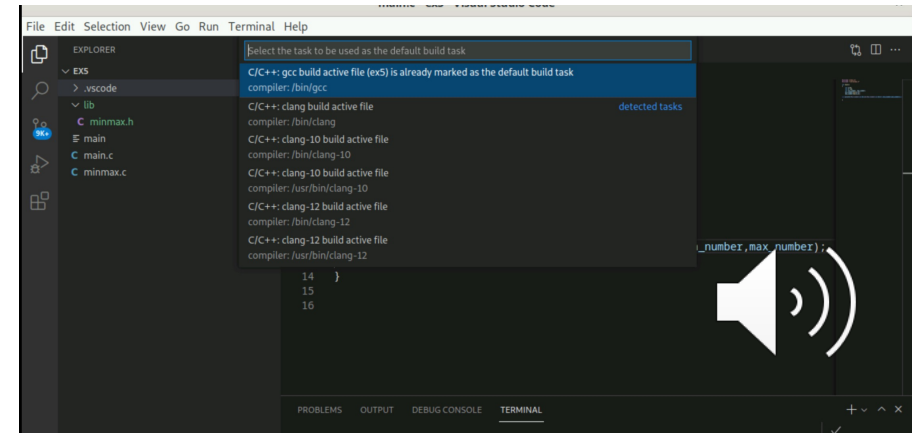 File Edit Selection View Go Run Terminal Help
EXPLORER
Select the task to be used as the default build task
EX5
C/C++: gcc build active file (ex5) is already marked as the default build task
compiler: /bin/gcc
.vscode
C/C++: clang build active file detected tasks
compiler: /bin/clang
lib
C minmax.h
C/C++: clang-10 build active file
compiler: /bin/clang-10
main
C main.c
C/C++: clang-10 build active file
compiler: /usr/bin/clang-10
C minmax.c
9K+
C/C++: clang-12 build active file
compiler: /bin/clang-12
C/C++: clang-12 build active file
compiler: /usr/bin/clang-12
_number,max_number);
14 }
15
16
PROBLEMS OUTPUT DEBUG CONSOLE TERMINAL